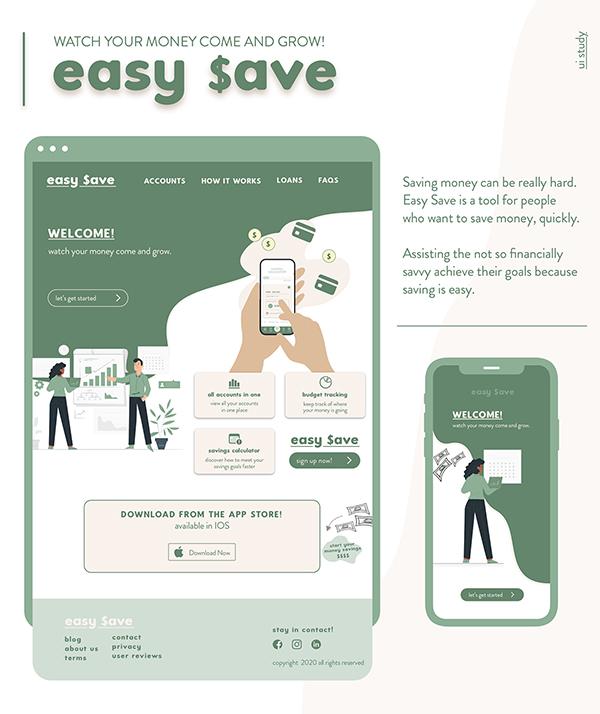 WATCH YOUR MONEY COME AND GROW!
easy $ave
ui study
easy $ave
ACCOUNTS
HOW IT WORKS
LOANS
FAQS
WELCOME!
watch your money come and grow.
let's get started
all accounts in one
view all your accounts
in one place
budget tracking
keep track of where
your money is going
savings calculator
discover how to meet your
savings goals faster
easy $ave
sign up now!
DOWNLOAD FROM THE APP STORE!
available in IOS
Download Now
start your
money savings
$$$$
easy $ave
blog
about us
terms
contact
privacy
user reviews
stay in contact!
copyright 2020 all rights reserved
Saving money can be really hard.
Easy Save is a tool for people
who want to save money, quickly.
Assisting the not so financially
savvy achieve their goals because
saving is easy.
easy $ave
WELCOME!
watch your money come and grow.
let's get started